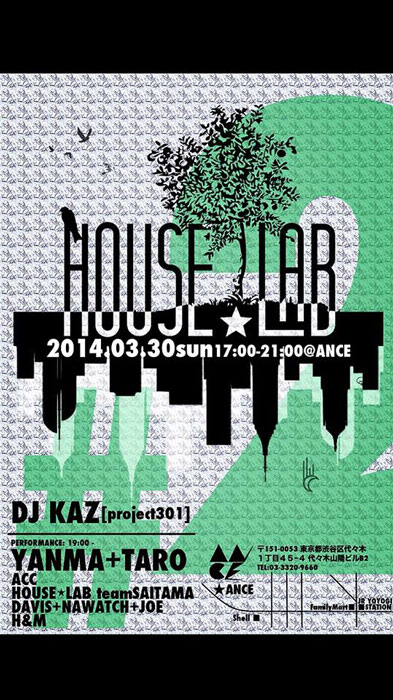 HOUSE★LAB
2014.03.30sun17:00-21:00@ANCE
#2
DJ KAZ[project301]
PERFORMANCE: 19:00 -
YANMA+TARO
ACC
HOUSE★LAB teamSAITAMA
DAVIS+NAWATCH+JOE
H&M
★ANCE
〒151-0053 東京都渋谷区代々木
1丁目45-4 代々木山陽ビルB2
TEL:03-3320-9660
JR YOYOGI
FamilyMart STATION
Shell